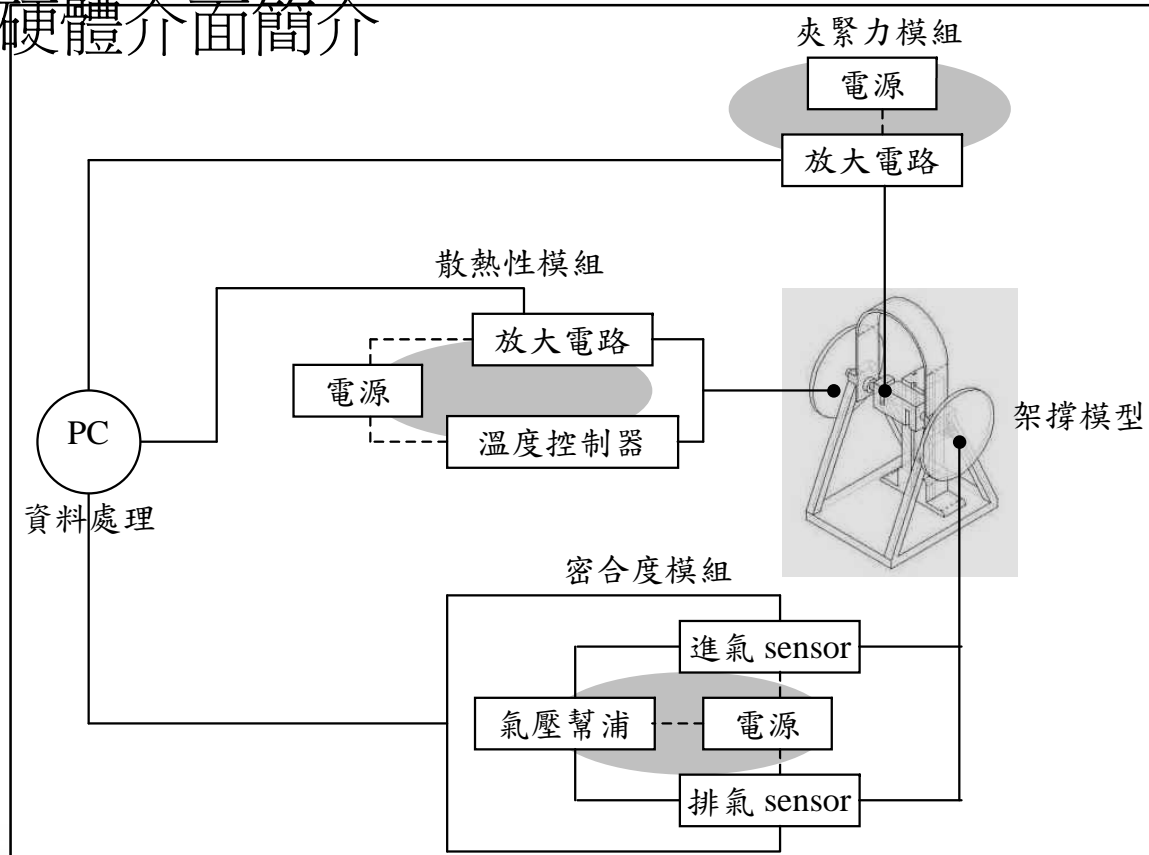 硬體介面簡介
夾緊力模組
電源
放大電路
散熱性模組
放大電路
電源
溫度控制器
PC
資料處理
架撐模型
密合度模組
進氣 sensor
氣壓幫浦
電源
排氣 sensor